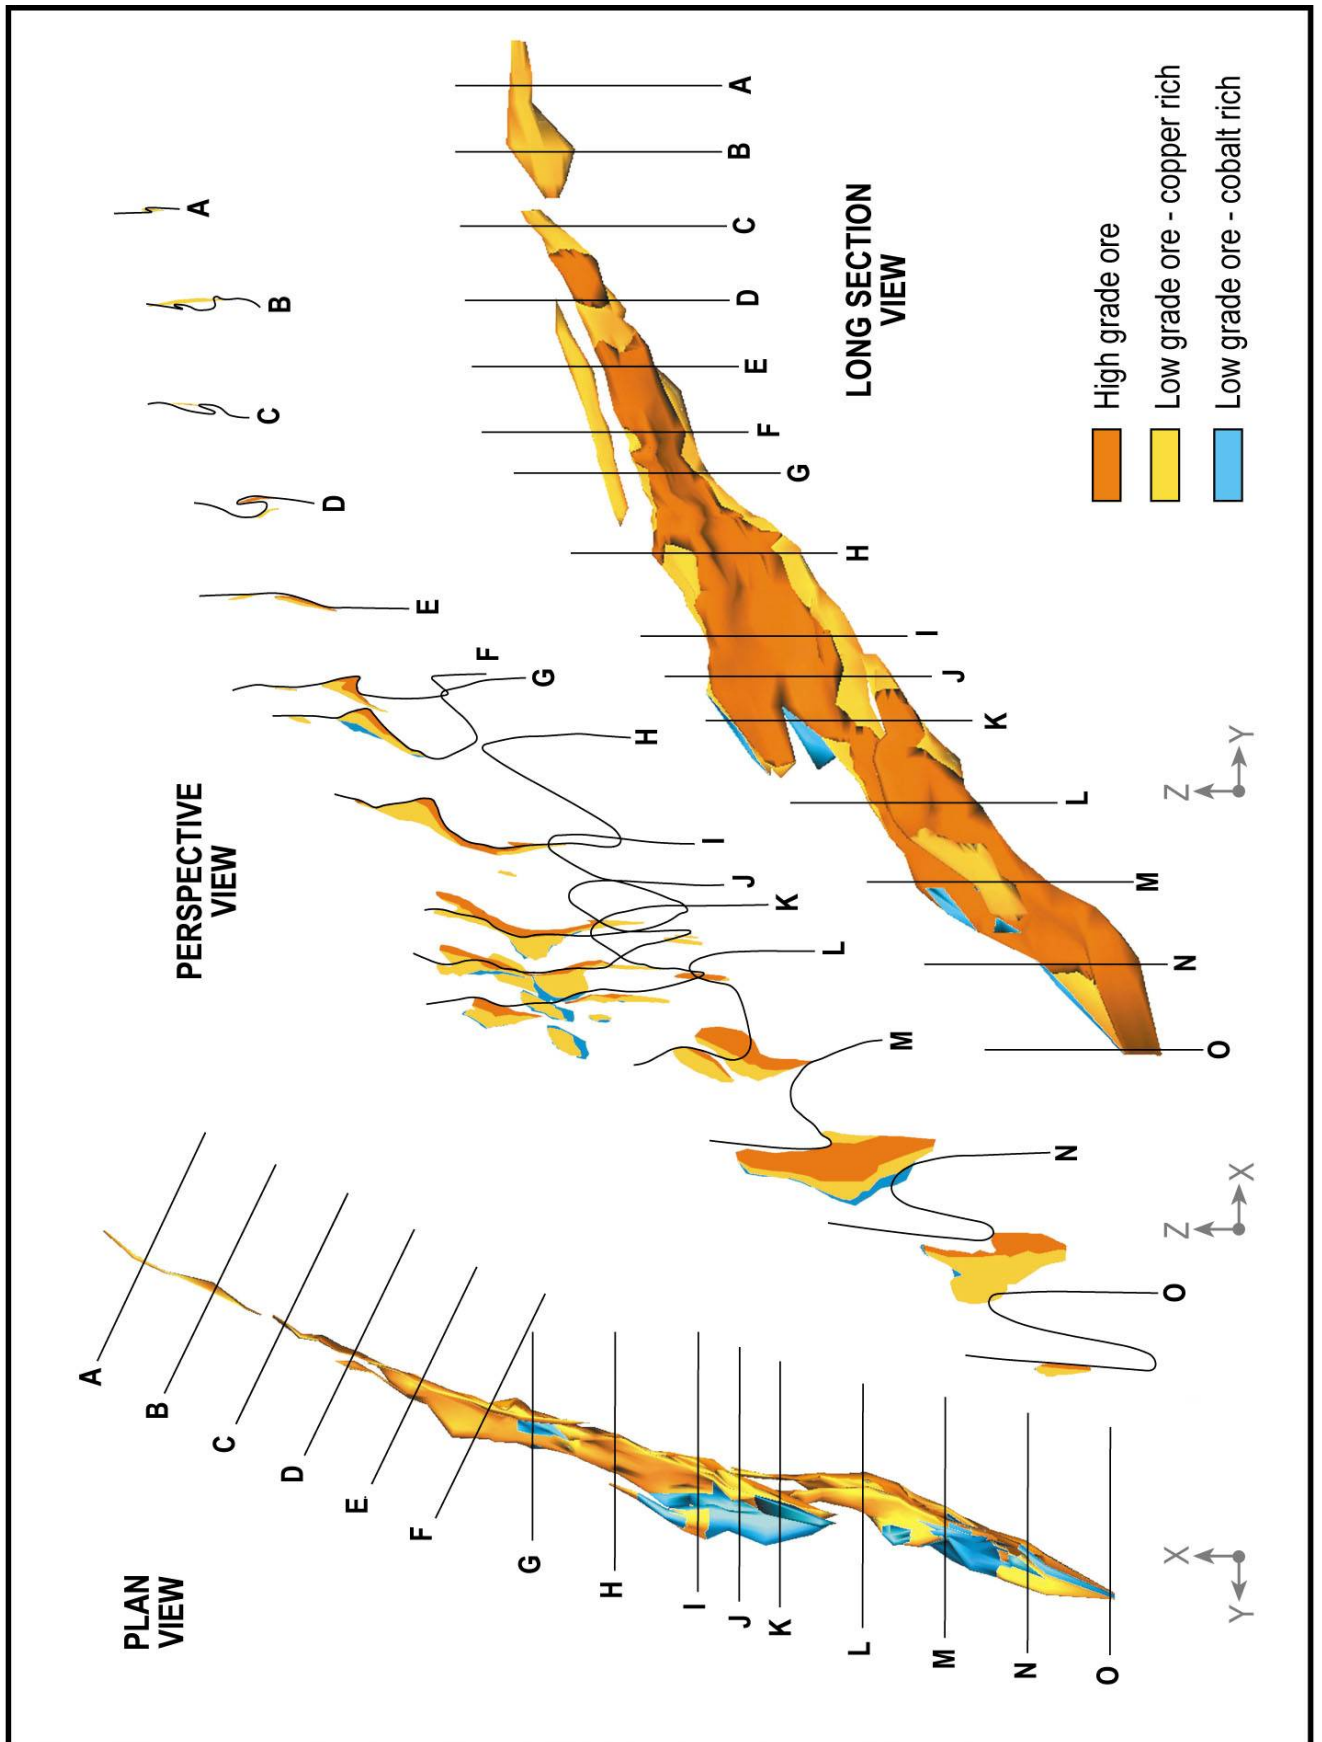 PLAN
VIEW
A
B
C
D
E
F
G
H
I
J
K
L
M
N
O
Y
X
PERSPECTIVE
VIEW
A
B
C
D
E
F
G
H
I
J
K
L
M
N
O
Z
X
LONG SECTION
VIEW
A
B
C
D
E
F
G
H
I
J
K
L
M
N
O
Z
Y
High grade ore
Low grade ore - copper rich
Low grade ore - cobalt rich